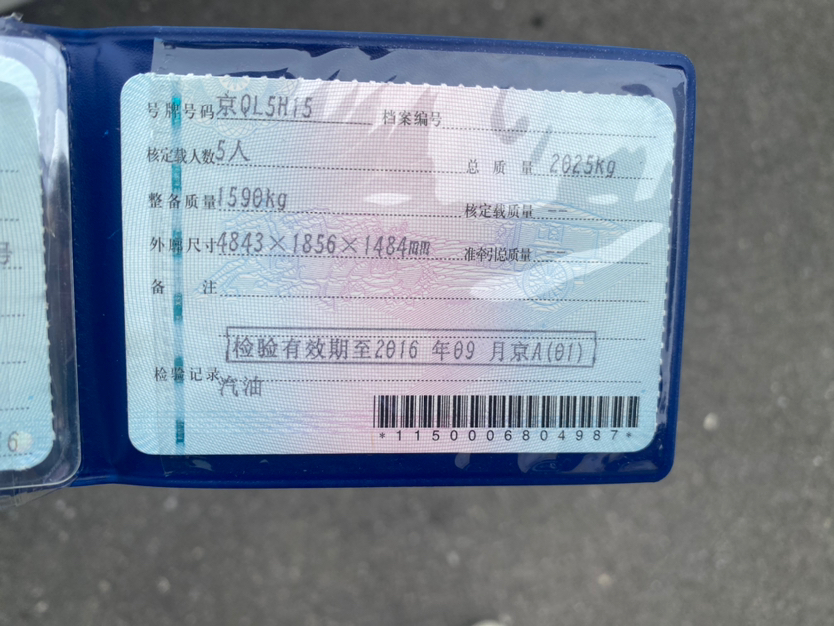 号牌号码 京QL5H15 档案编号
核定载人数 5人 总质量 2025kg
整备质量 1590kg 核定载质量 --
外廓尺寸 4843×1856×1484mm 准牵引总质量 --
备注
检验有效期至2016 年09 月京A(01)
检验记录
汽油
*1150006804987*
号
16